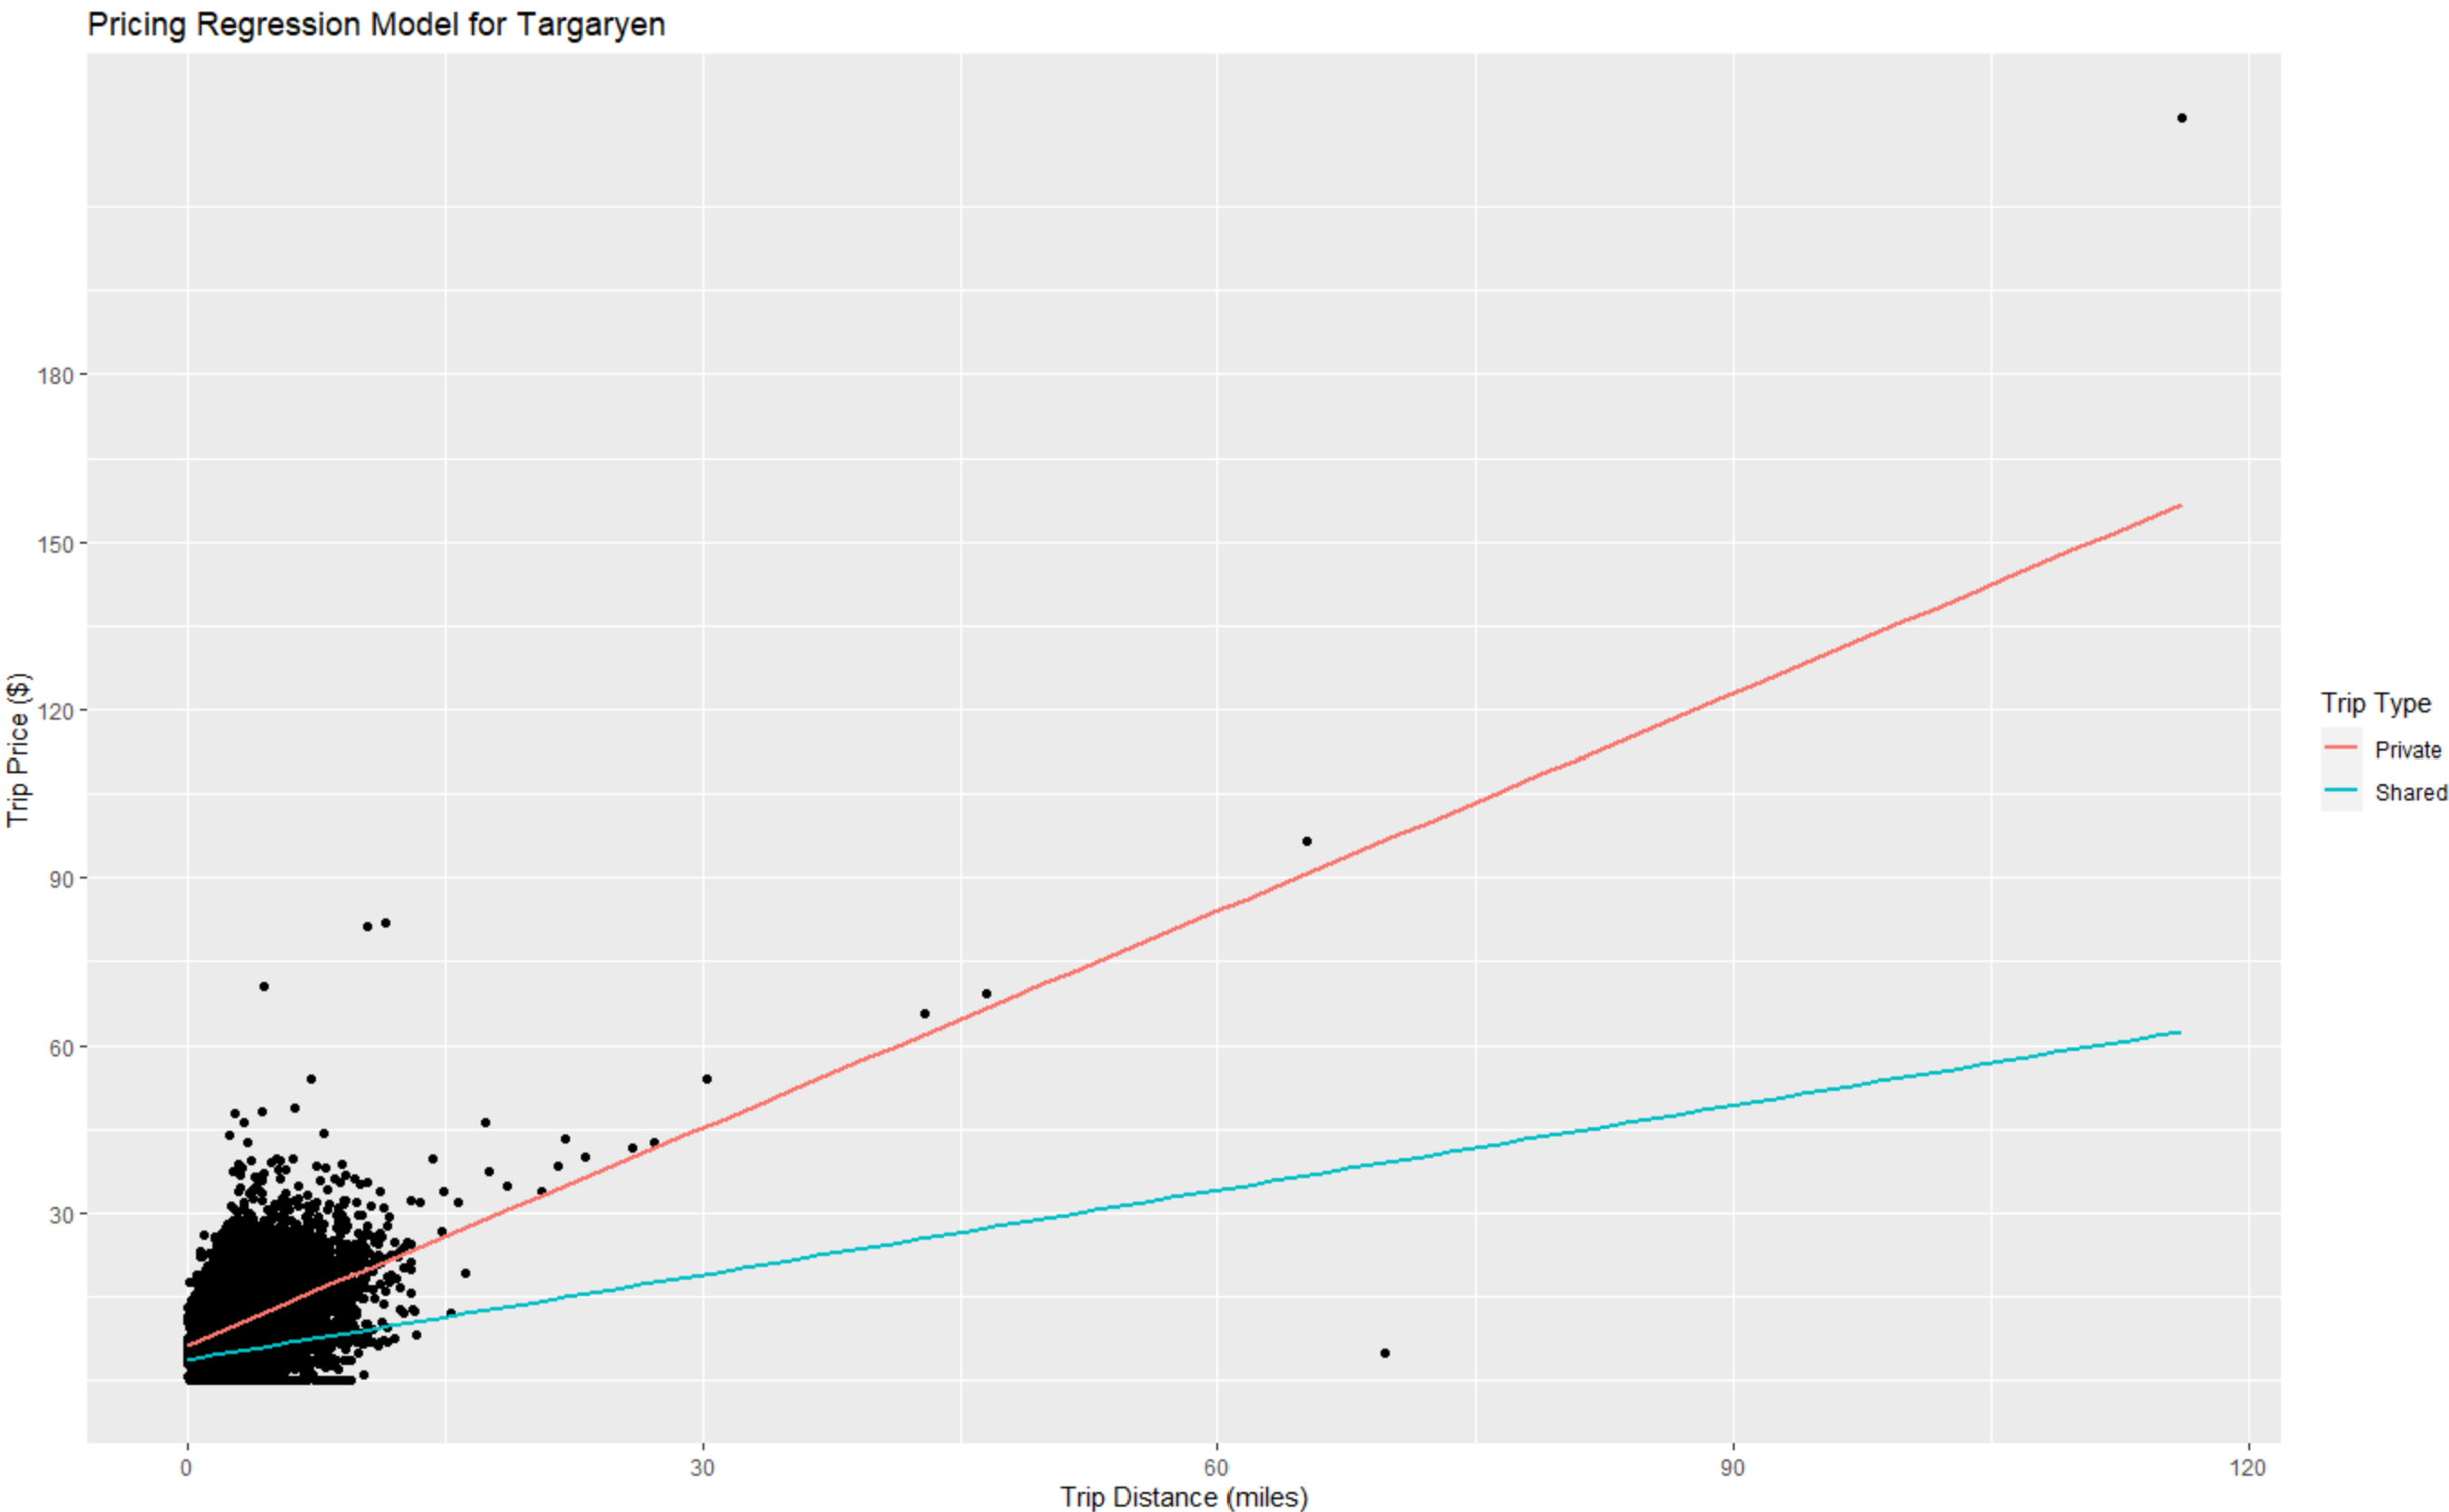 Pricing Regression Model for Targaryen
180
150
120
90
60
30
Trip Price ($)
0
30
60
90
120
Trip Distance (miles)
Trip Type
Private
Shared